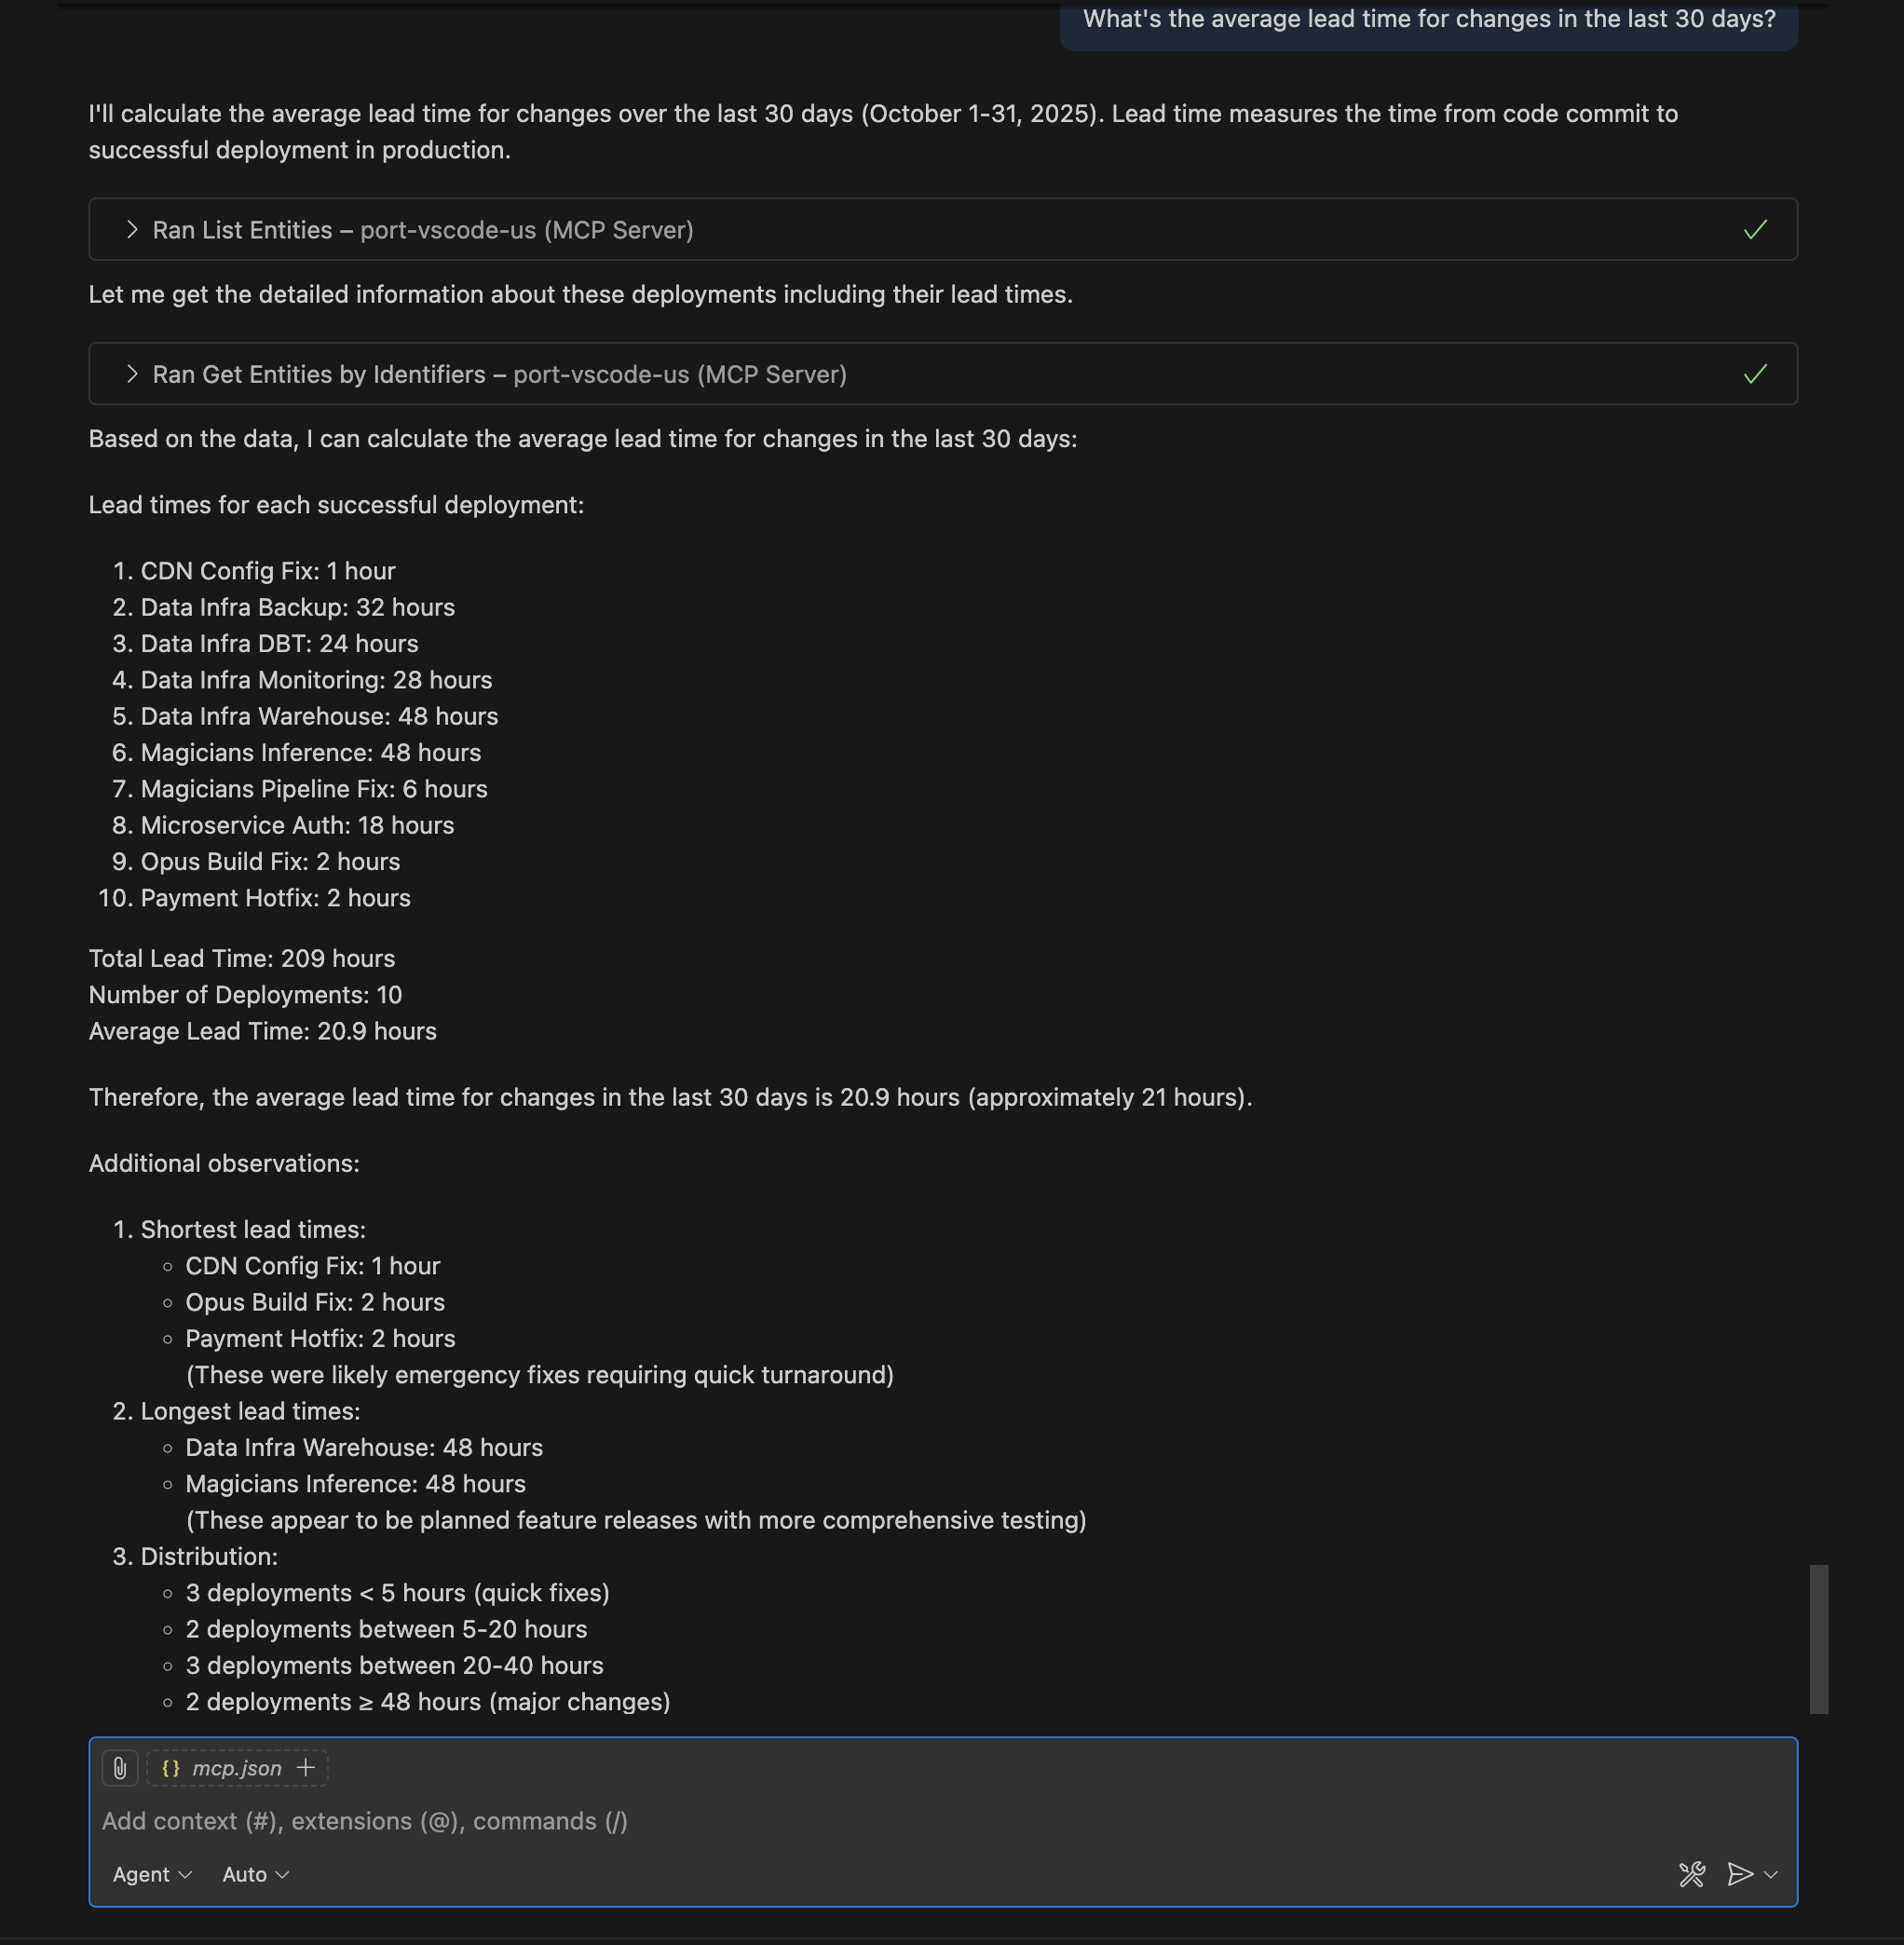 What's the average lead time for changes in the last 30 days?
I'll calculate the average lead time for changes over the last 30 days (October 1-31, 2025). Lead time measures the time from code commit to
successful deployment in production.
Ran List Entities – port-vscode-us (MCP Server)
Let me get the detailed information about these deployments including their lead times.
Ran Get Entities by Identifiers – port-vscode-us (MCP Server)
Based on the data, I can calculate the average lead time for changes in the last 30 days:
Lead times for each successful deployment:
1. CDN Config Fix: 1 hour
2. Data Infra Backup: 32 hours
3. Data Infra DBT: 24 hours
4. Data Infra Monitoring: 28 hours
5. Data Infra Warehouse: 48 hours
6. Magicians Inference: 48 hours
7. Magicians Pipeline Fix: 6 hours
8. Microservice Auth: 18 hours
9. Opus Build Fix: 2 hours
10. Payment Hotfix: 2 hours
Total Lead Time: 209 hours
Number of Deployments: 10
Average Lead Time: 20.9 hours
Therefore, the average lead time for changes in the last 30 days is 20.9 hours (approximately 21 hours).
Additional observations:
1. Shortest lead times:
◦ CDN Config Fix: 1 hour
◦ Opus Build Fix: 2 hours
◦ Payment Hotfix: 2 hours
(These were likely emergency fixes requiring quick turnaround)
2. Longest lead times:
◦ Data Infra Warehouse: 48 hours
◦ Magicians Inference: 48 hours
(These appear to be planned feature releases with more comprehensive testing)
3. Distribution:
◦ 3 deployments < 5 hours (quick fixes)
◦ 2 deployments between 5-20 hours
◦ 3 deployments between 20-40 hours
◦ 2 deployments ≥ 48 hours (major changes)
{} mcp.json +
Add context (#), extensions (@), commands (/)
Agent Auto